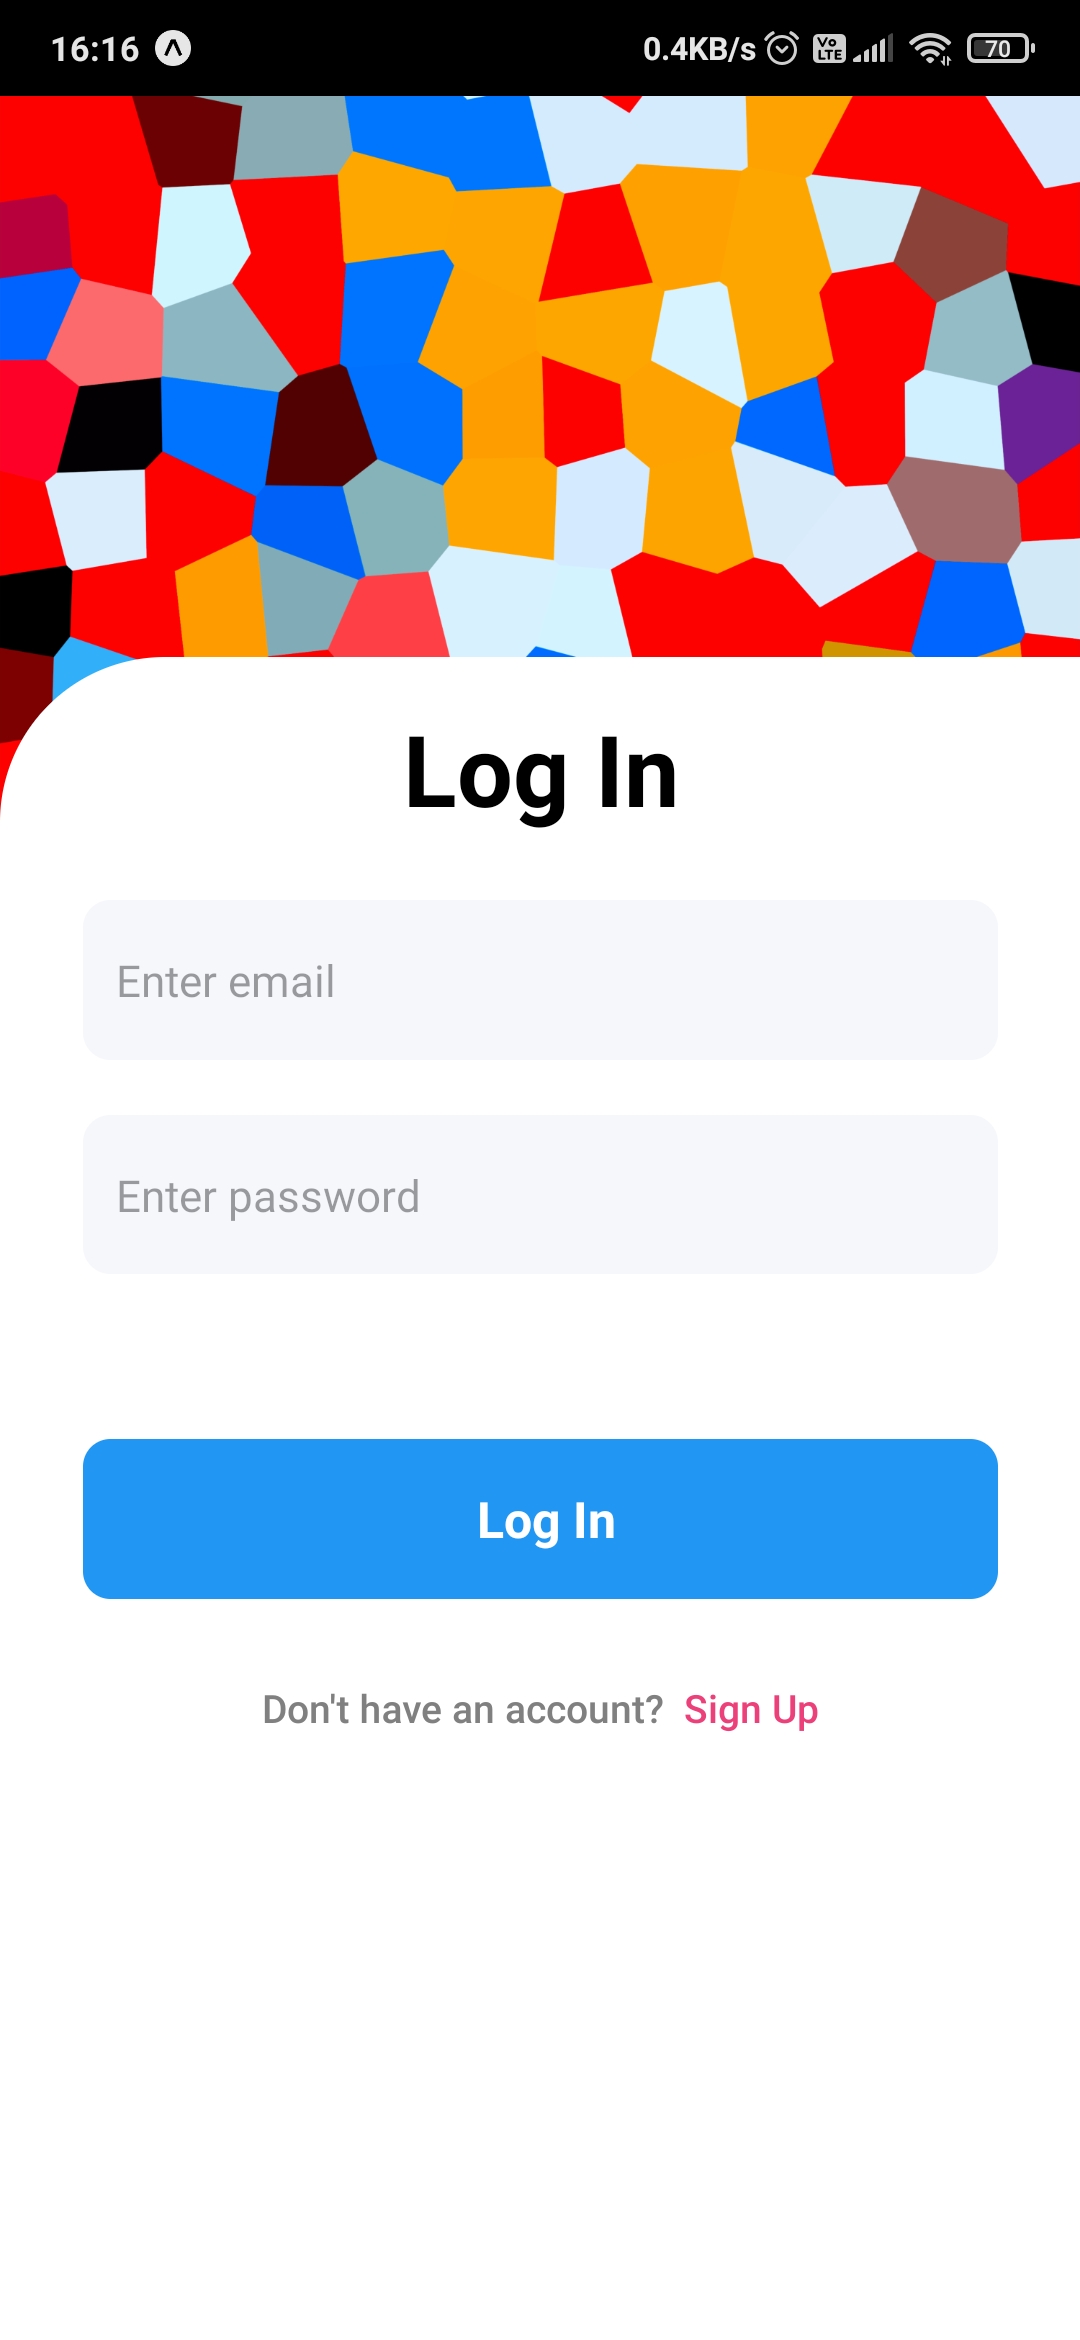 16:16 0.4KB/s Vo LTE 70
Log In
Enter email
Enter password
Log In
Don't have an account? Sign Up